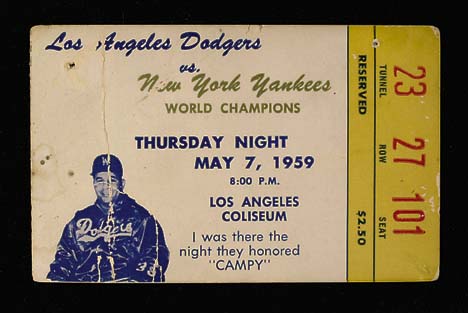 Los Angeles Dodgers
vs.
New York Yankees
WORLD CHAMPIONS
THURSDAY NIGHT
MAY 7, 1959
8:00 P.M.
LOS ANGELES
COLISEUM
I was there the
night they honored
"CAMPY"
Dodgers
RESERVED
$2.50
TUNNEL
ROW
SEAT
23
27
101